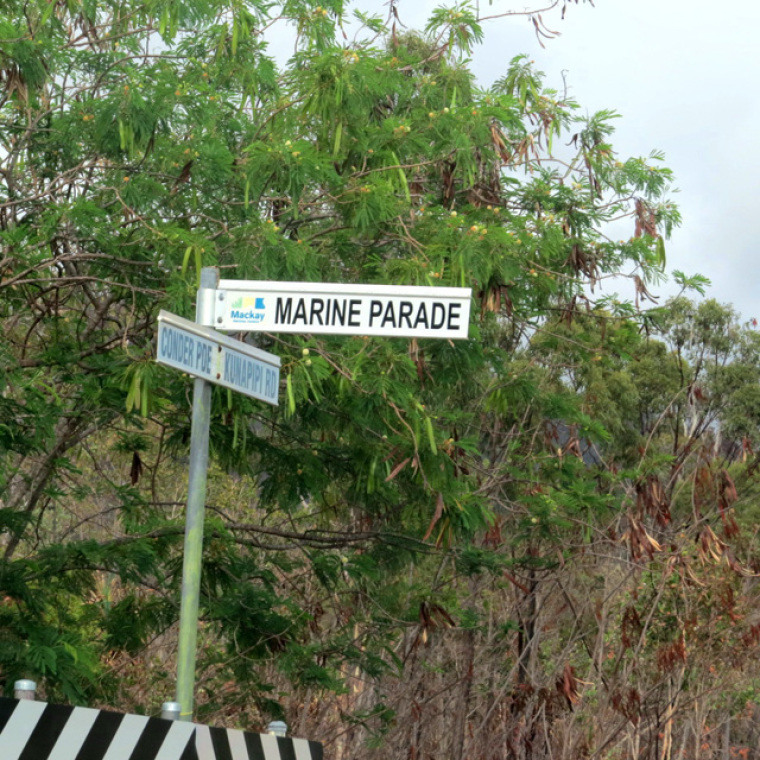 Mackay
MARINE PARADE
CONDER PDE
KUNAPIPI RD